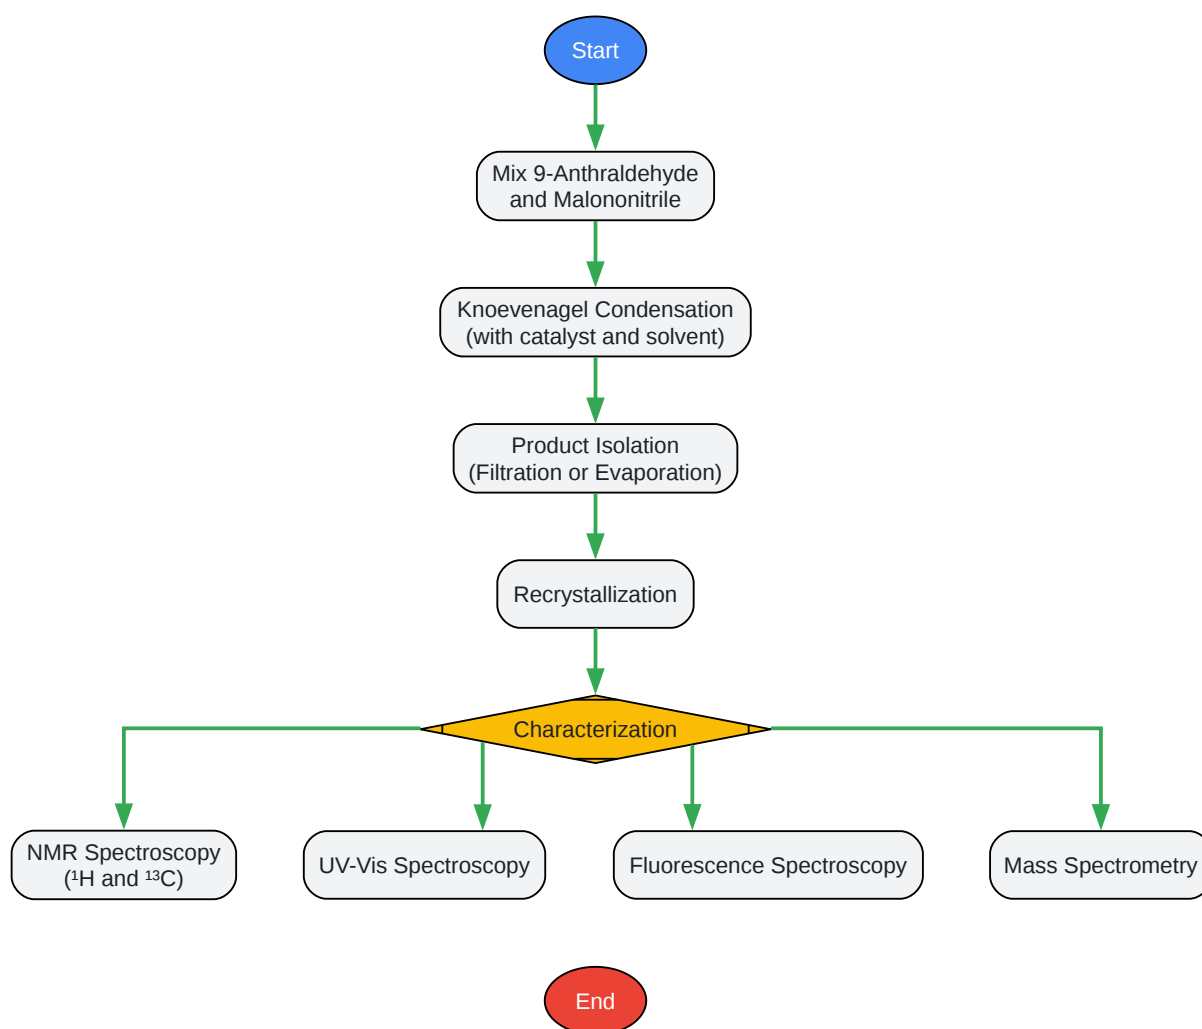 Start
Mix 9-Anthraldehyde
and Malononitrile
Knoevenagel Condensation
(with catalyst and solvent)
Product Isolation
(Filtration or Evaporation)
Recrystallization
Characterization
NMR Spectroscopy
(¹H and ¹³C)
UV-Vis Spectroscopy
Fluorescence Spectroscopy
Mass Spectrometry
End